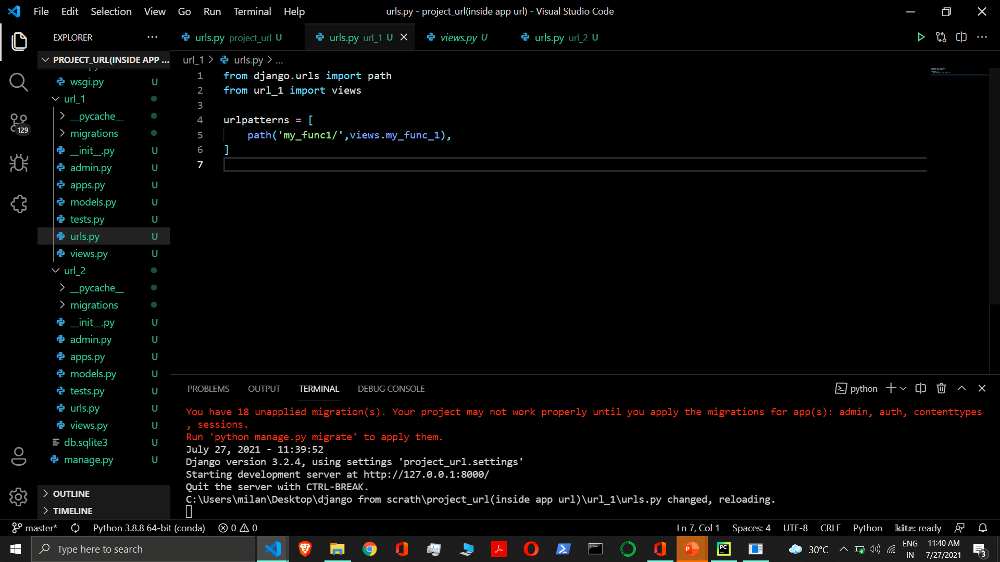 File Edit Selection View Go Run Terminal Help
urls.py - project_url(inside app url) - Visual Studio Code
EXPLORER
urls.py project_url U
urls.py url_1 U
views.py U
urls.py url_2 U
PROJECT_URL(INSIDE APP ...
url_1 > urls.py > ...
wsgi.py U
url_1
__pycache__
migrations
__init__.py U
admin.py U
apps.py U
models.py U
tests.py U
urls.py U
views.py U
url_2
__pycache__
migrations
__init__.py U
admin.py U
apps.py U
models.py U
tests.py U
urls.py U
views.py U
db.sqlite3 U
manage.py U
OUTLINE
TIMELINE
129
1 from django.urls import path
2 from url_1 import views
3
4 urlpatterns = [
5 path('my_func1/',views.my_func_1),
6 ]
7
PROBLEMS OUTPUT TERMINAL DEBUG CONSOLE
python
You have 18 unapplied migration(s). Your project may not work properly until you apply the migrations for app(s): admin, auth, contenttypes
, sessions.
Run 'python manage.py migrate' to apply them.
July 27, 2021 - 11:39:52
Django version 3.2.4, using settings 'project_url.settings'
Starting development server at http://127.0.0.1:8000/
Quit the server with CTRL-BREAK.
C:\Users\milan\Desktop\django from scrath\project_url(inside app url)\url_1\urls.py changed, reloading.
master* Python 3.8.8 64-bit (conda) 0 0
Ln 7, Col 1 Spaces: 4 UTF-8 CRLF Python kite: ready
Type here to search
PC
P
30°C
ENG
IN
11:40 AM
7/27/2021
3